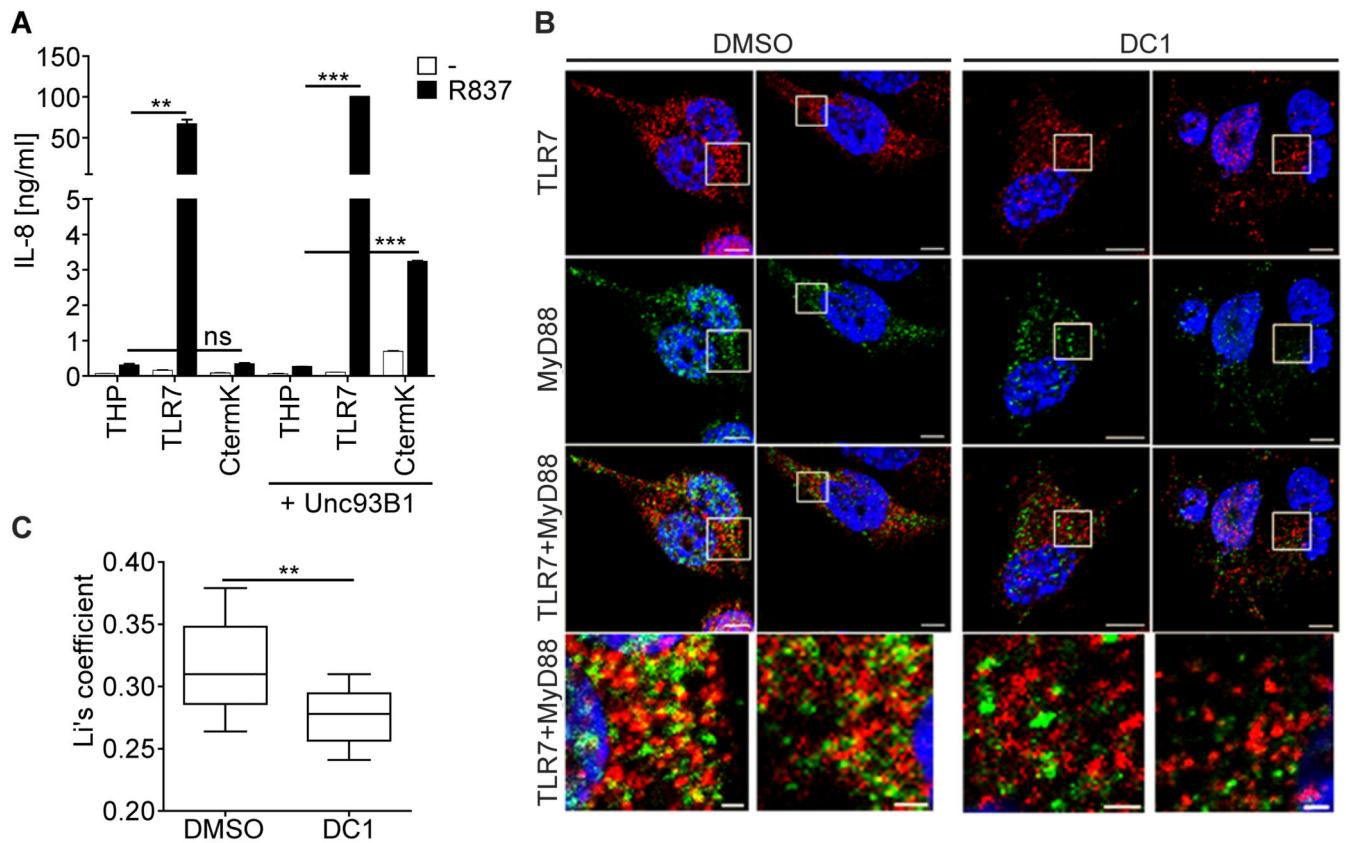 A
IL-8 [ng/ml]
150
100
50
5
4
3
2
1
0
**
***
***
ns
-
R837
THP
TLR7
CtermK
THP
TLR7
CtermK
+ Unc93B1
B
DMSO
DC1
TLR7
MyD88
TLR7+MyD88
TLR7+MyD88
C
Li's coefficient
0.40
0.35
0.30
0.25
0.20
**
DMSO
DC1